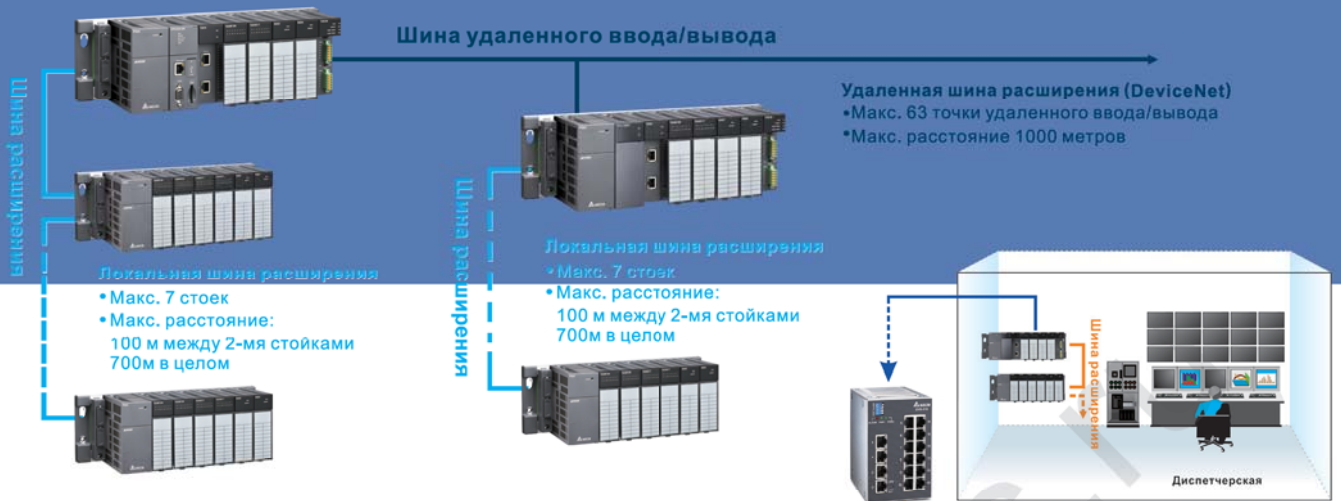 Шина удаленного ввода/вывода
Шина расширения
Удаленная шина расширения (DeviceNet)
•Макс. 63 точки удаленного ввода/вывода
•Макс. расстояние 1000 метров
Локальная шина расширения
• Макс. 7 стоек
• Макс. расстояние:
100 м между 2-мя стойками
700м в целом
Шина расширения
Локальная шина расширения
• Макс. 7 стоек
• Макс. расстояние:
100 м между 2-мя стойками
700м в целом
Шина расширения
Диспетчерская